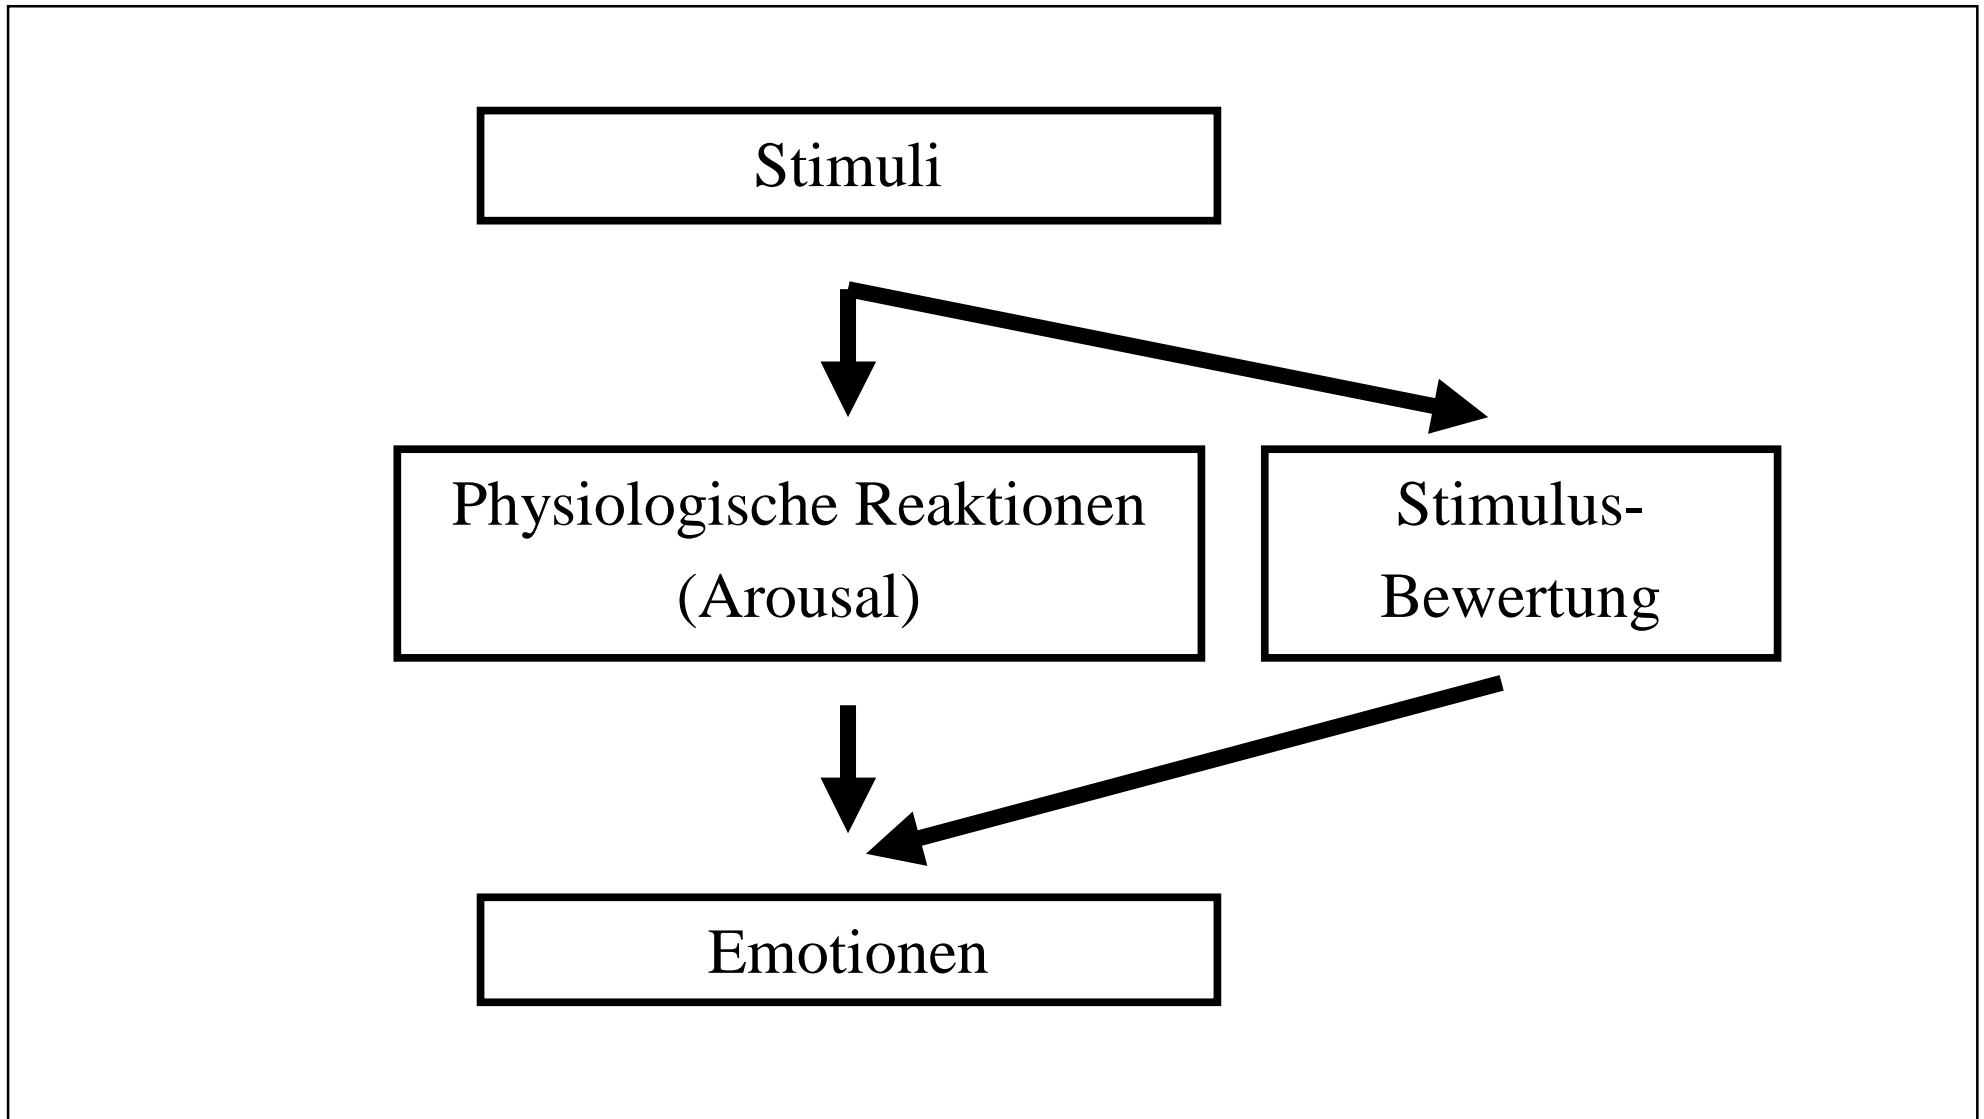 Stimuli
Physiologische Reaktionen
(Arousal)
Stimulus-
Bewertung
Emotionen